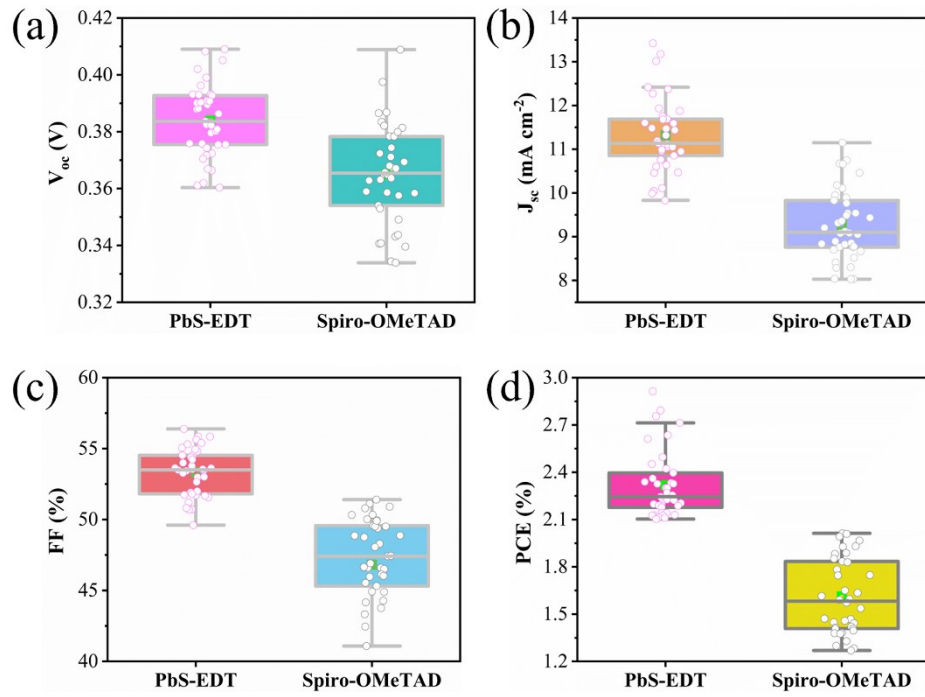 (a)
V_oc (V)
0.42
0.40
0.38
0.36
0.34
0.32
PbS-EDT Spiro-OMeTAD
(b)
J_sc (mA cm⁻²)
14
13
12
11
10
9
8
PbS-EDT Spiro-OMeTAD
(c)
FF (%)
60
55
50
45
40
PbS-EDT Spiro-OMeTAD
(d)
PCE (%)
3.0
2.7
2.4
2.1
1.8
1.5
1.2
PbS-EDT Spiro-OMeTAD